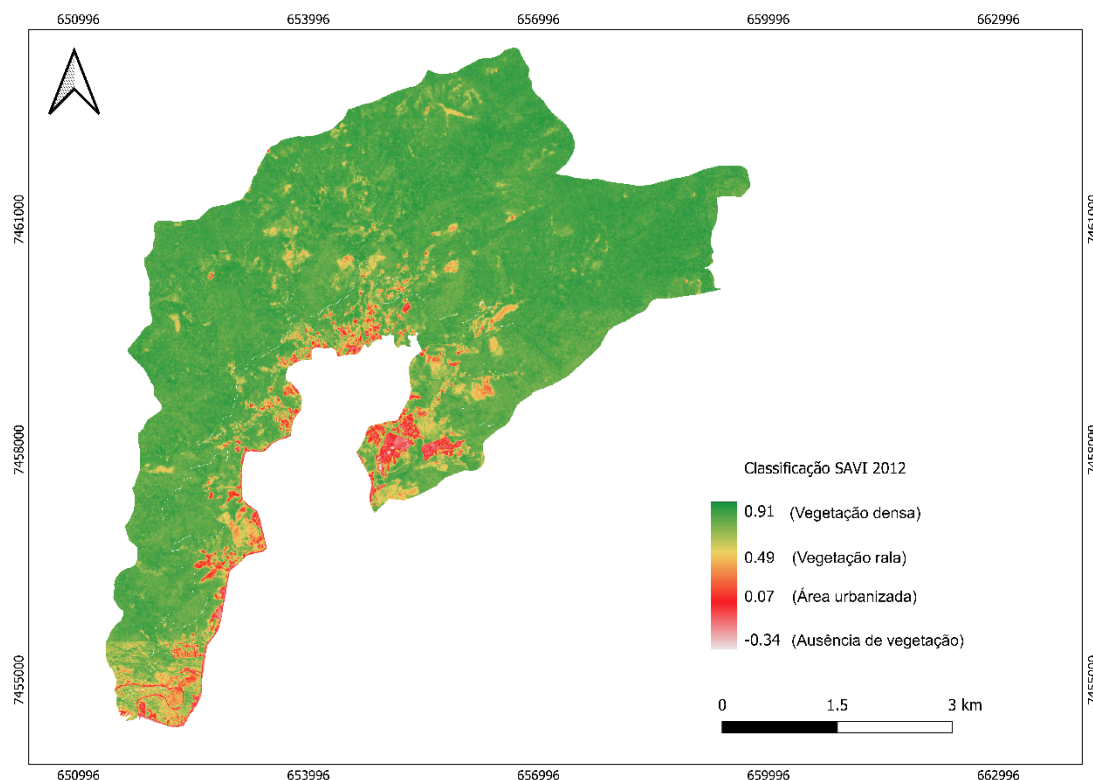 650996 653996 656996 659996 662996
7461000 7461000
7458000 7458000
7455000 7455000
Classificação SAVI 2012
0.91 (Vegetação densa)
0.49 (Vegetação rala)
0.07 (Área urbanizada)
-0.34 (Ausência de vegetação)
0 1.5 3 km
650996 653996 656996 659996 662996